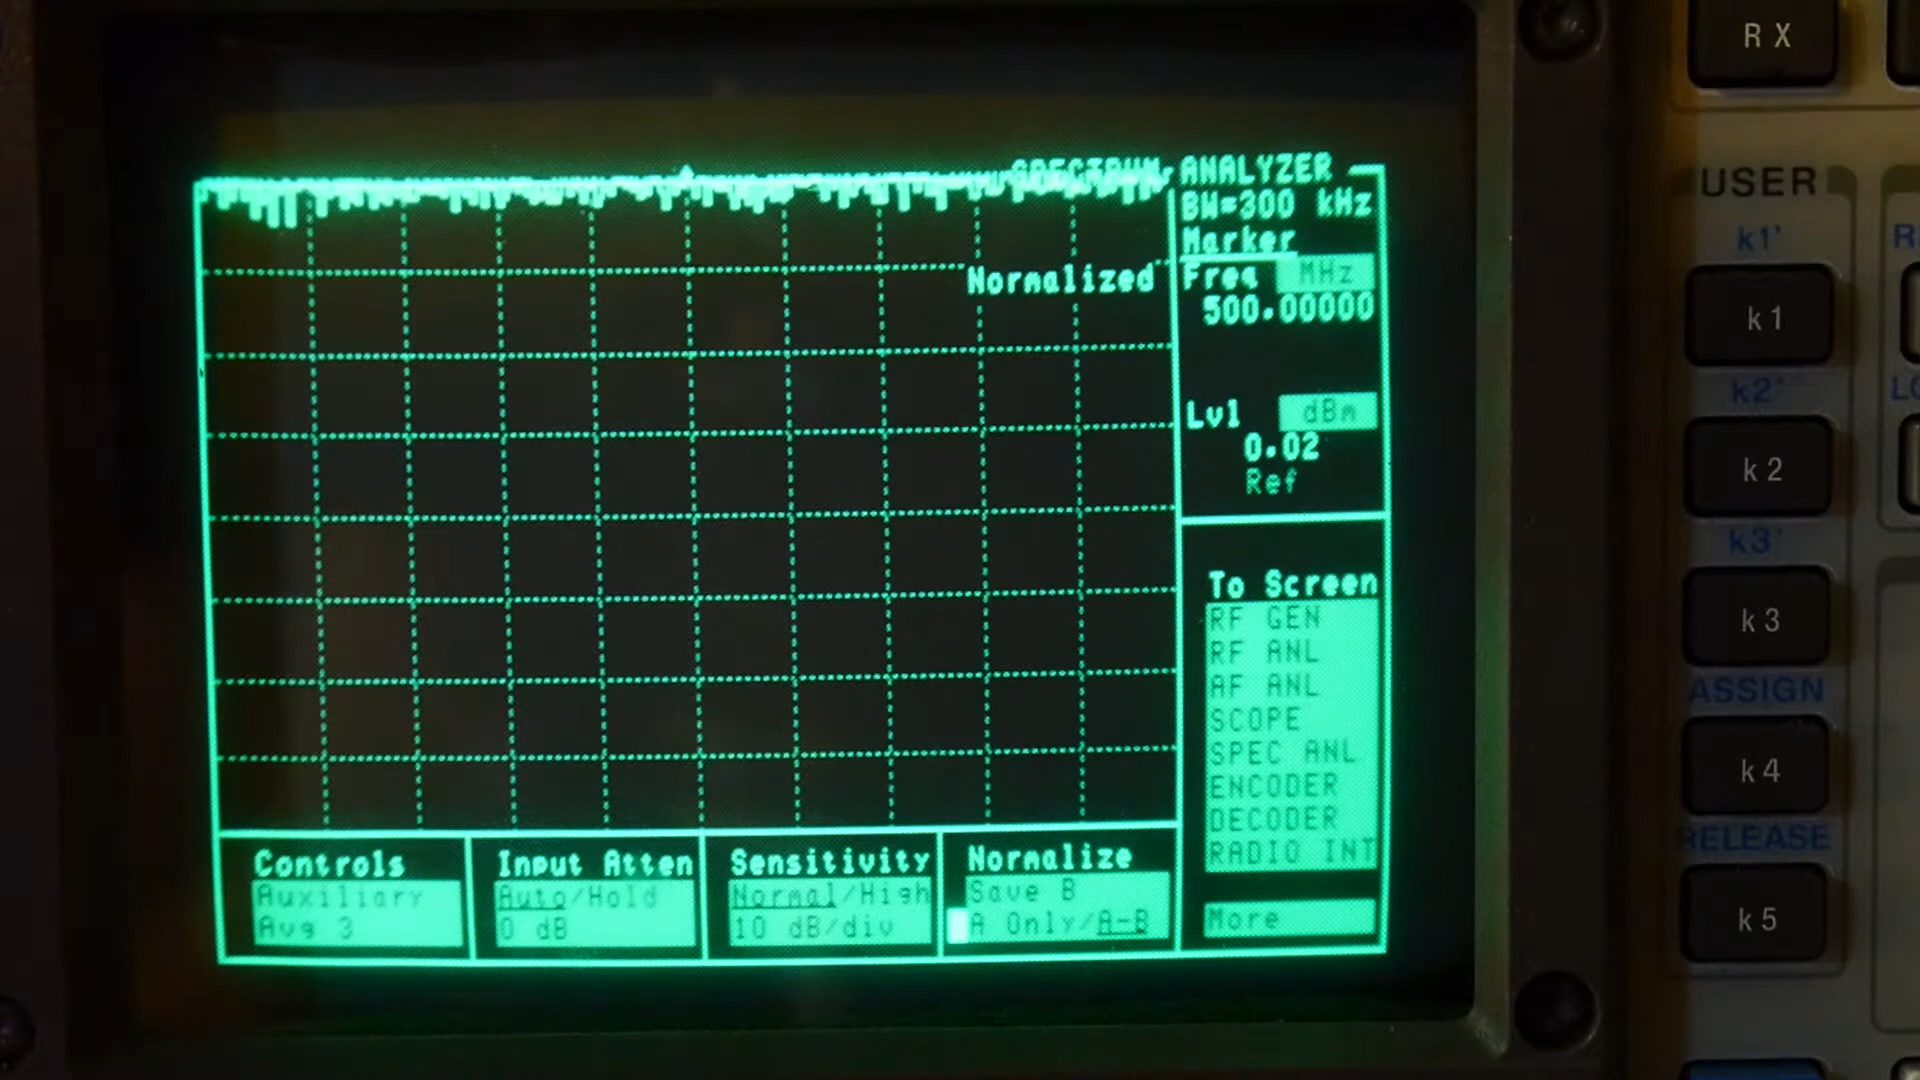 SPECTRUM ANALYZER
BW=300 kHz
Marker
Freq MHz
500.00000
Normalized
Lvl dBm
0.02
Ref
To Screen
RF GEN
RF ANL
AF ANL
SCOPE
SPEC ANL
ENCODER
DECODER
RADIO INT
More
Controls
Auxiliary
Avg 3
Input Atten
Auto/Hold
0 dB
Sensitivity
Normal/High
10 dB/div
Normalize
Save B
A Only/A-B
RX
USER
k1'
k1
k2'
k2
k3'
k3
ASSIGN
k4
RELEASE
k5